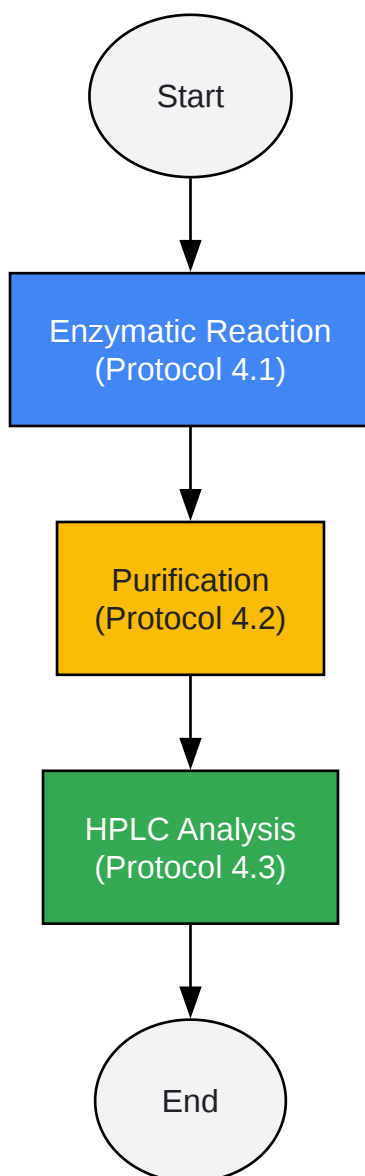 Start
Enzymatic Reaction
(Protocol 4.1)
Purification
(Protocol 4.2)
HPLC Analysis
(Protocol 4.3)
End